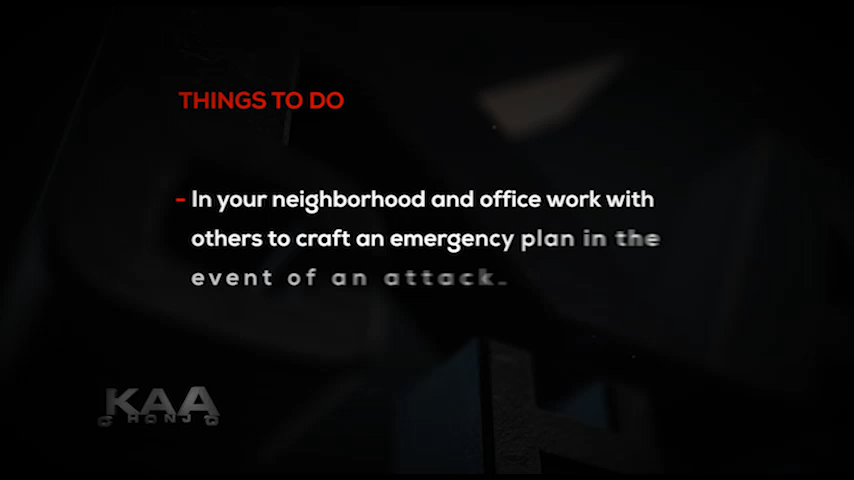 THINGS TO DO
- In your neighborhood and office work with
others to craft an emergency plan in the
event of an attack.
KAA